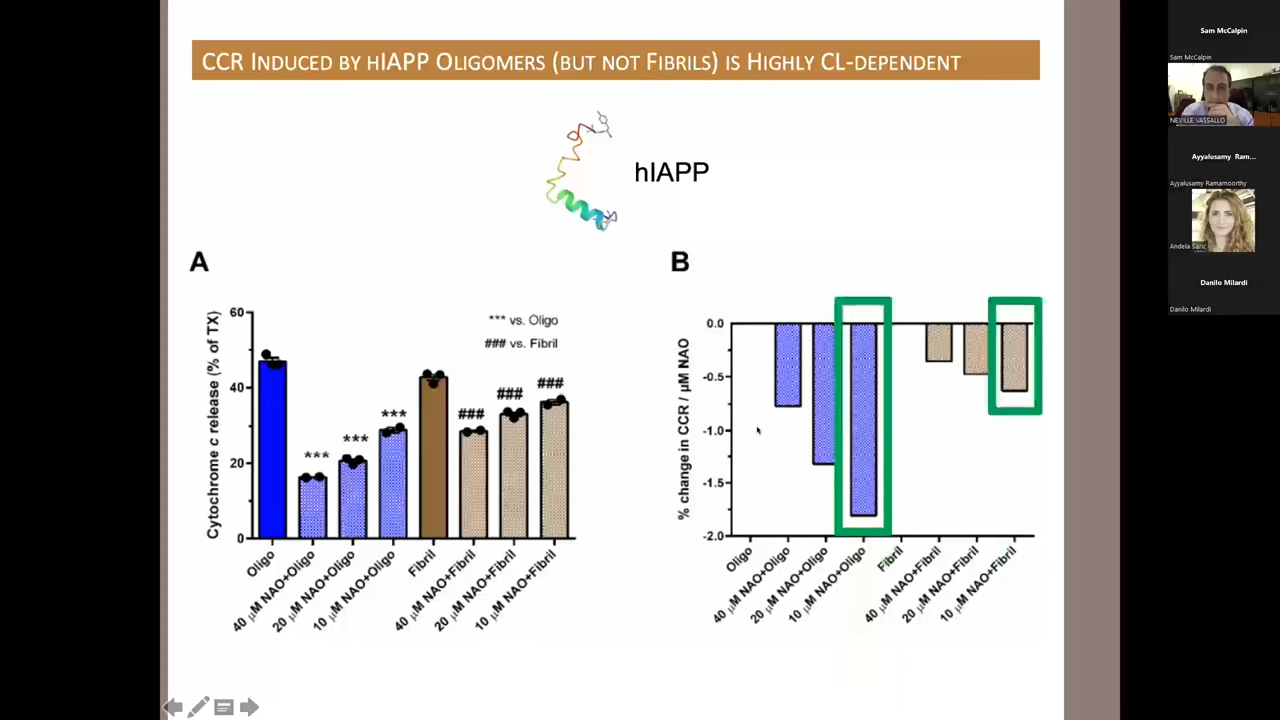 CCR INDUCED BY HIAPP OLIGOMERS (BUT NOT FIBRILS) IS HIGHLY CL-DEPENDENT
hIAPP
A
Cytochrome c release (% of TX)
60
40
20
0
*** vs. Oligo
### vs. Fibril
***
***
***
###
###
###
Oligo
40 µM NAO+Oligo
20 µM NAO+Oligo
10 µM NAO+Oligo
Fibril
40 µM NAO+Fibril
20 µM NAO+Fibril
10 µM NAO+Fibril
B
% change in CCR / µM NAO
0.0
-0.5
-1.0
-1.5
-2.0
Oligo
40 µM NAO+Oligo
20 µM NAO+Oligo
10 µM NAO+Oligo
Fibril
40 µM NAO+Fibril
20 µM NAO+Fibril
10 µM NAO+Fibril
Sam McCalpin
Sam McCalpin
NEVILLE VASSALLO
Ayyalusamy Ram...
Ayyalusamy Ramamoorthy
Andela Saric
Danilo Milardi
Danilo Milardi